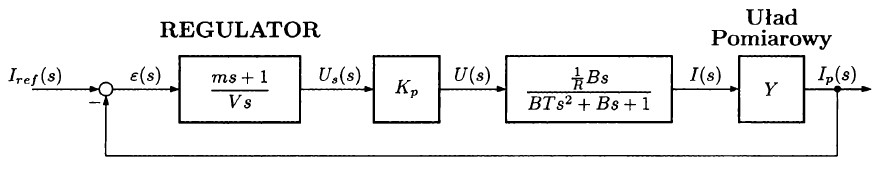 REGULATOR
Układ
Pomiarowy
I_ref(s)
−
ε(s)
ms + 1
Vs
U_s(s)
K_p
U(s)
1
R
Bs
BTs² + Bs + 1
I(s)
Y
I_p(s)